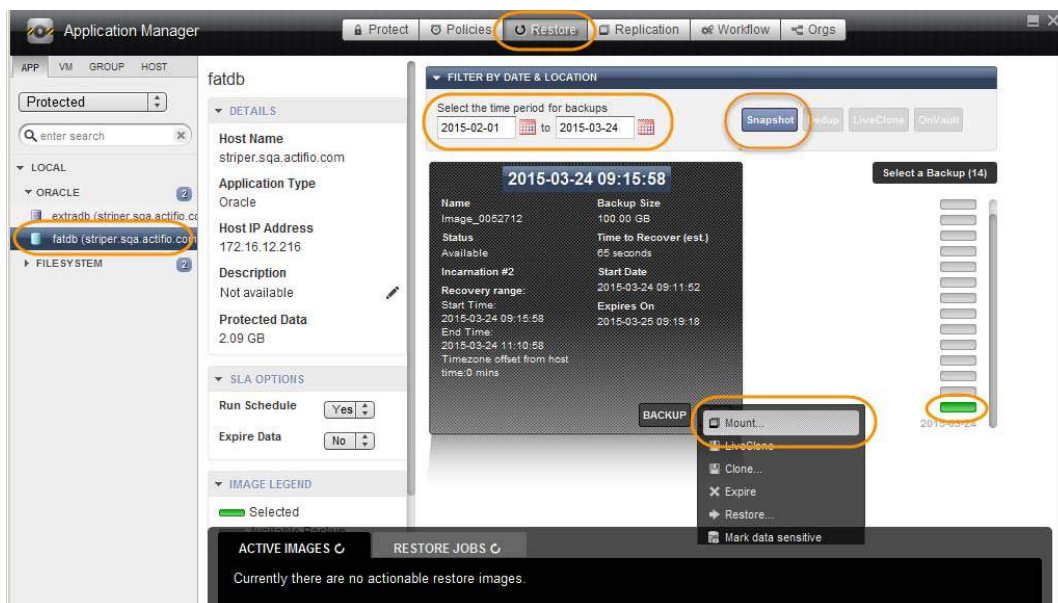 Application Manager
Protect
Policies
Restore
Replication
Workflow
Orgs
APP VM GROUP HOST
Protected
enter search
LOCAL
ORACLE 2
extradb (striper.sqa.actifio.co
fatdb (striper.sqa.actifio.com
FILESYSTEM 2
fatdb
DETAILS
Host Name
striper.sqa.actifio.com
Application Type
Oracle
Host IP Address
172.16.12.216
Description
Not available
Protected Data
2.09 GB
SLA OPTIONS
Run Schedule Yes
Expire Data No
IMAGE LEGEND
Selected
Available Backup
FILTER BY DATE & LOCATION
Select the time period for backups
2015-02-01 to 2015-03-24
Snapshot Dedup LiveClone OnVault
2015-03-24 09:15:58
Name
Image_0052712
Status
Available
Incarnation #2
Recovery range:
Start Time:
2015-03-24 09:15:58
End Time:
2015-03-24 11:10:58
Timezone offset from host
time:0 mins
Backup Size
100.00 GB
Time to Recover (est.)
65 seconds
Start Date
2015-03-24 09:11:52
Expires On
2015-03-25 09:19:18
BACKUP
Select a Backup (14)
2015-03-24
Mount...
LiveClone
Clone...
Expire
Restore...
Mark data sensitive
ACTIVE IMAGES
RESTORE JOBS
Currently there are no actionable restore images.